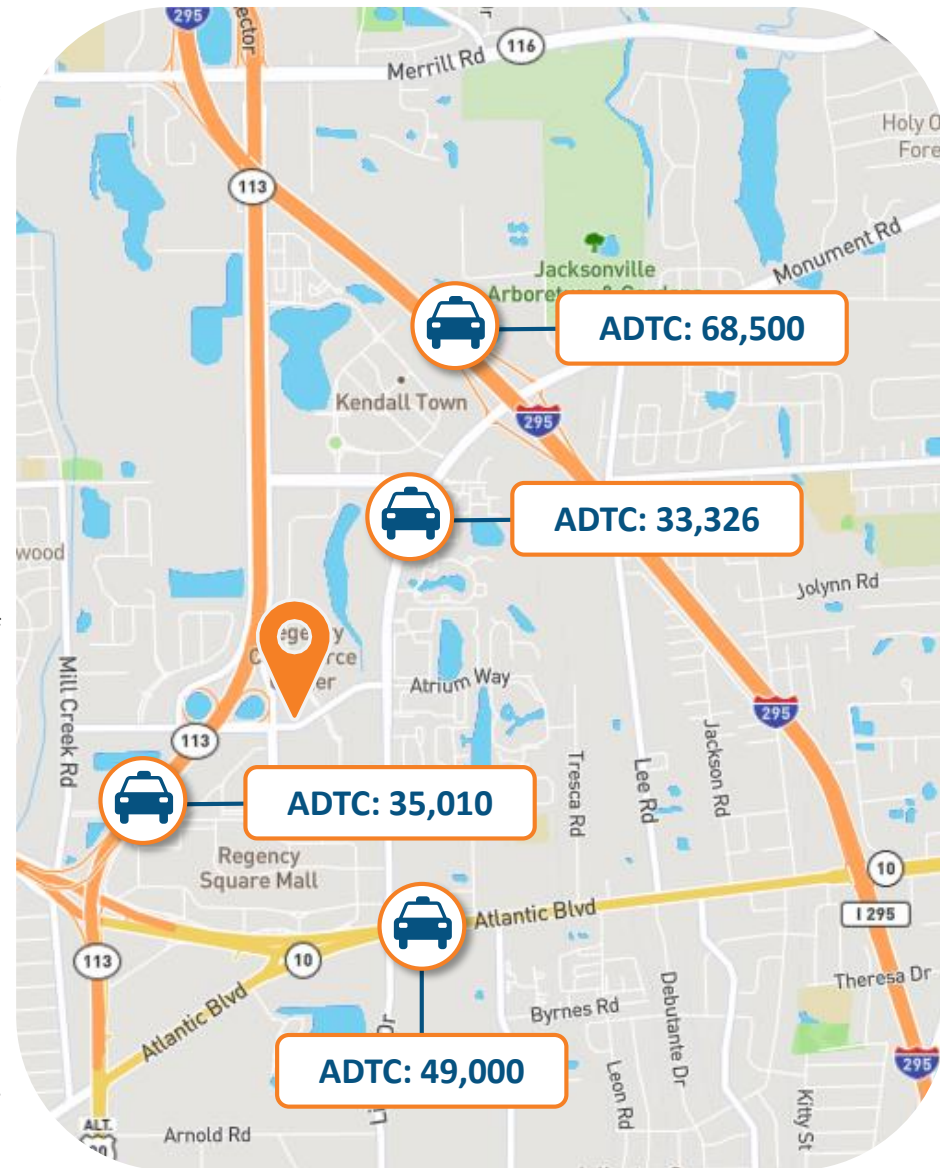 295
ector
Merrill Rd
116
Holy O
Fore
113
Monument Rd
Jacksonville
ADTC: 68,500
Kendall Town
295
ADTC: 33,326
wood
Jolynn Rd
Mill Creek Rd
Atrium Way
295
113
Jackson Rd
Lee Rd
Tresca Rd
ADTC: 35,010
Regency
Square Mall
10
Atlantic Blvd
I 295
113
10
Theresa Dr
Byrnes Rd
Debutante Dr
Atlantic Blvd
Dr
ADTC: 49,000
295
Leon Rd
Kitty St
ALT.
Arnold Rd